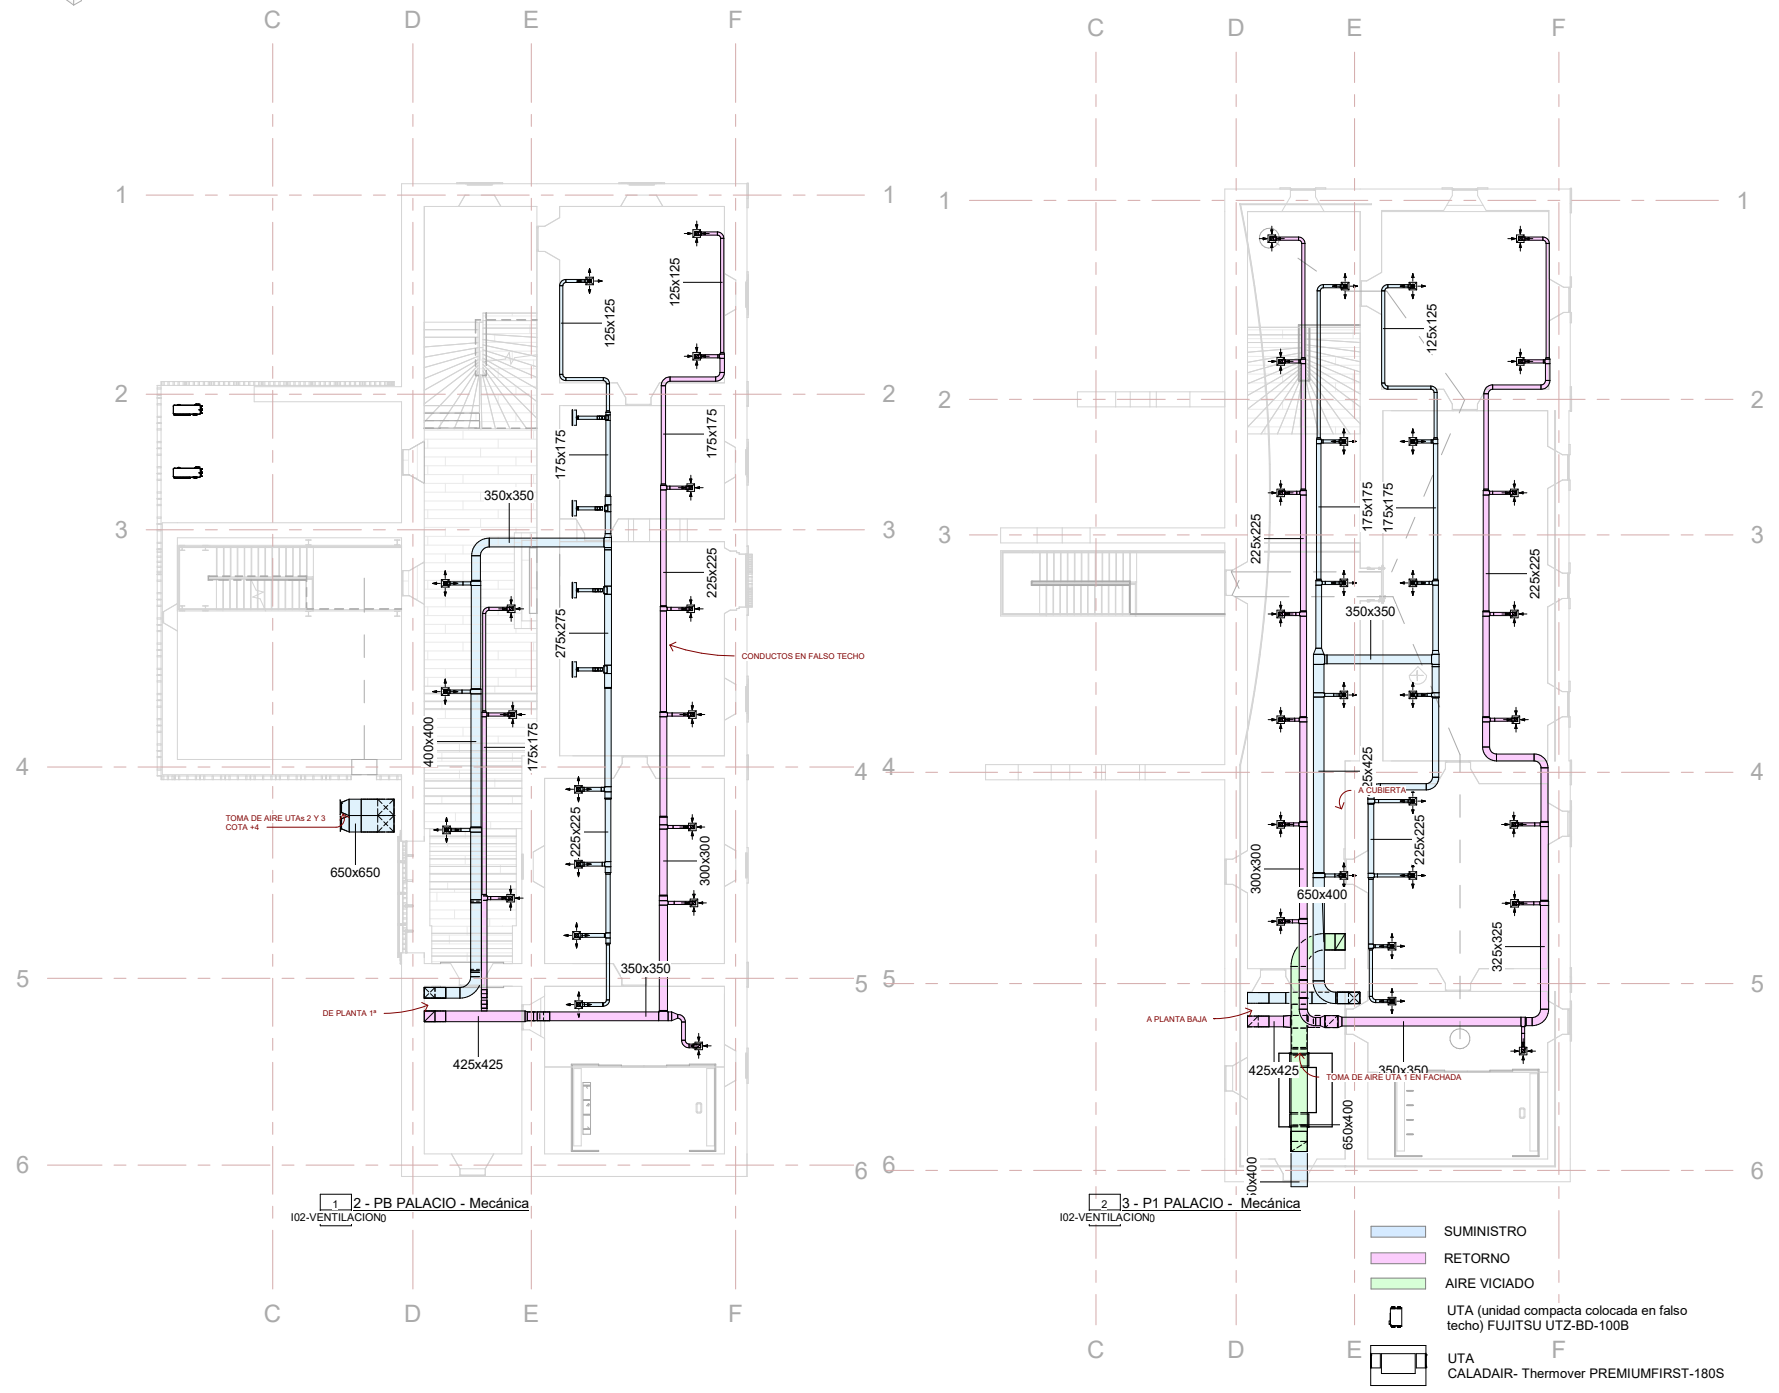 C D E F
C D E F
1 1
1 1
125x125
125x125
125x125
2 2
2 2
175x175
175x175
175x175
175x175
350x350
3 3
3 3
225x225
225x225
225x225
275x275
350x350
CONDUCTOS EN FALSO TECHO
400x400
175x175
4 4
4 4
A CUBIERTA
TOMA DE AIRE UTAs 2 Y 3
COTA +4
650x650
225x225
300x300
225x225
300x300
650x400
325x325
350x350
5 5
5 5
DE PLANTA 1ª
A PLANTA BAJA
425x425
425x425
350x350
TOMA DE AIRE UTA 1 EN FACHADA
650x400
6 6
6 6
1 2 - PB PALACIO - Mecánica
I02-VENTILACION0
2 3 - P1 PALACIO - Mecánica
I02-VENTILACION0
SUMINISTRO
RETORNO
AIRE VICIADO
UTA (unidad compacta colocada en falso
techo) FUJITSU UTZ-BD-100B
UTA
CALADAIR- Thermover PREMIUMFIRST-180S
C D E F
C D E F